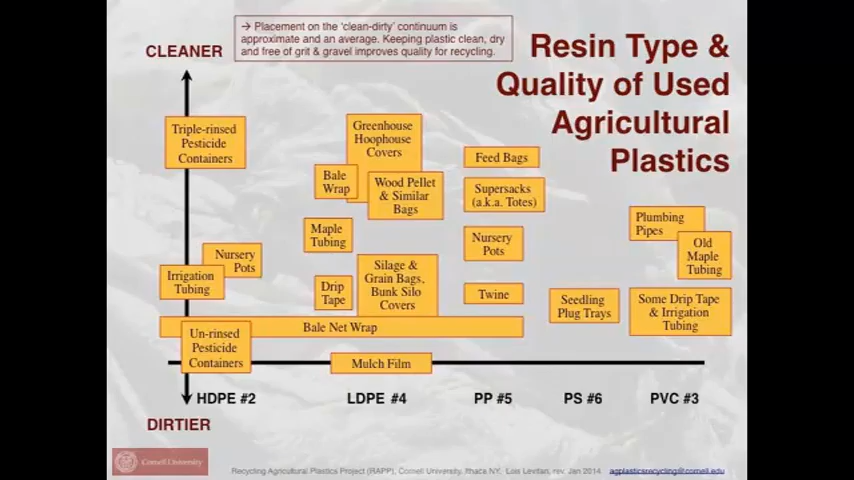 → Placement on the 'clean-dirty' continuum is
approximate and an average. Keeping plastic clean, dry
and free of grit & gravel improves quality for recycling.
Resin Type &
Quality of Used
Agricultural
Plastics
CLEANER
Triple-rinsed
Pesticide
Containers
Greenhouse
Hoophouse
Covers
Feed Bags
Bale
Wrap
Wood Pellet
& Similar
Bags
Supersacks
(a.k.a. Totes)
Maple
Tubing
Nursery
Pots
Plumbing
Pipes
Old
Maple
Tubing
Nursery
Pots
Irrigation
Tubing
Silage &
Grain Bags,
Bunk Silo
Covers
Drip
Tape
Twine
Seedling
Plug Trays
Some Drip Tape
& Irrigation
Tubing
Bale Net Wrap
Un-rinsed
Pesticide
Containers
Mulch Film
HDPE #2
LDPE #4
PP #5
PS #6
PVC #3
DIRTIER
Cornell University
Recycling Agricultural Plastics Project (RAPP), Cornell University, Ithaca NY. Lois Levitan, rev. Jan 2014 agplasticsrecycling@cornell.edu